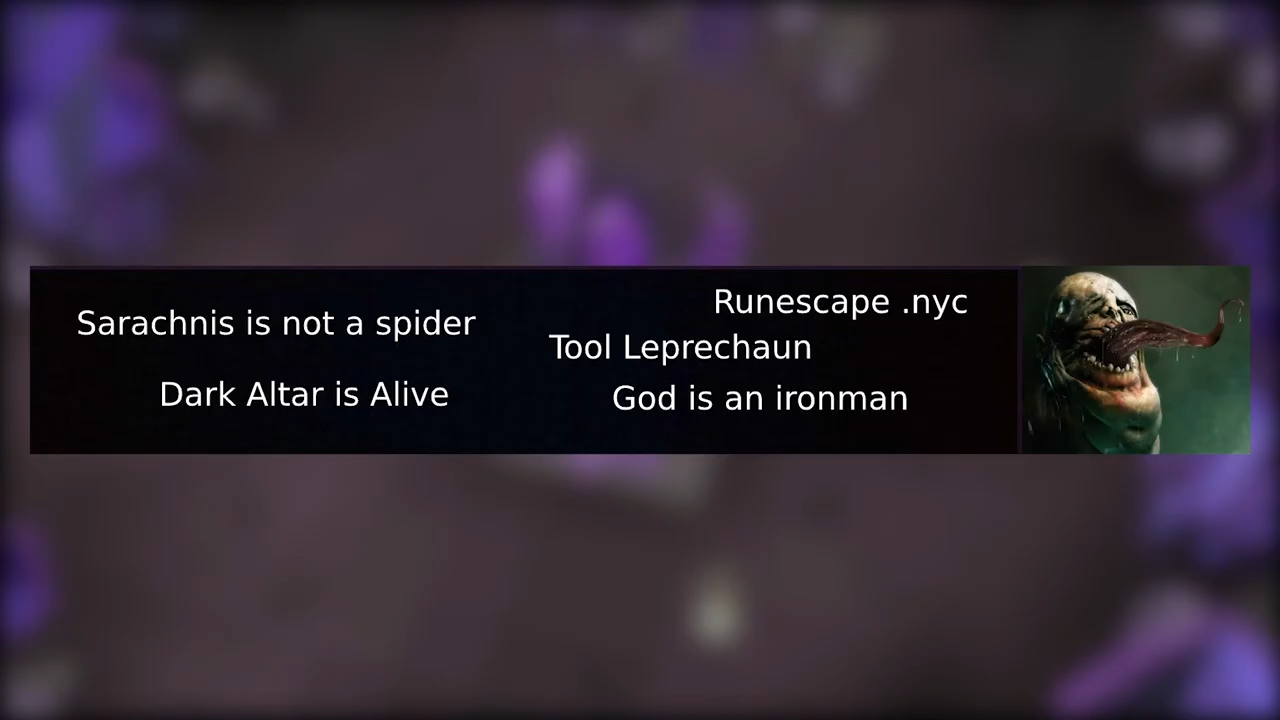 Sarachnis is not a spider
Dark Altar is Alive
Runescape .nyc
Tool Leprechaun
God is an ironman